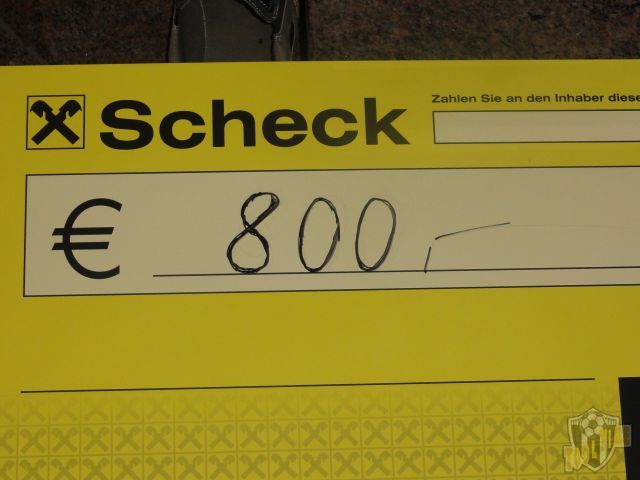 Scheck
Zahlen Sie an den Inhaber diese
€ 800,-